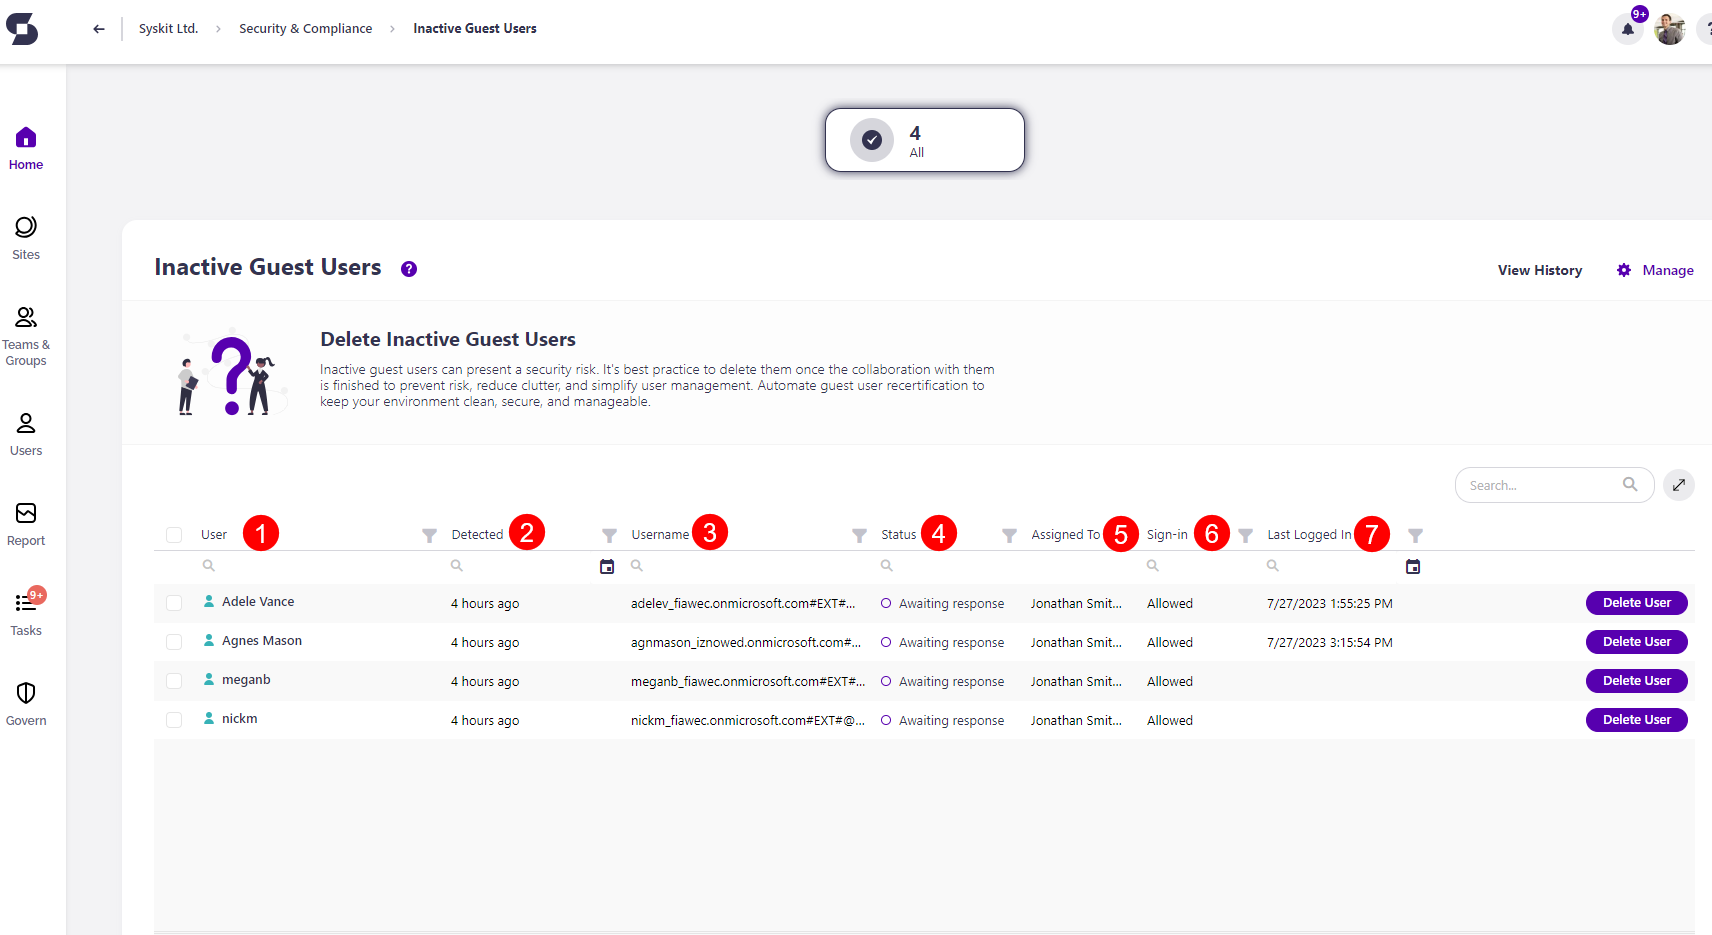 Syskit Ltd. > Security & Compliance > Inactive Guest Users
9+
?
Home
Sites
Teams & Groups
Users
Report
9+
Tasks
Govern
4
All
Inactive Guest Users ?
View History
Manage
Delete Inactive Guest Users
Inactive guest users can present a security risk. It's best practice to delete them once the collaboration with them
is finished to prevent risk, reduce clutter, and simplify user management. Automate guest user recertification to
keep your environment clean, secure, and manageable.
Search...
User 1 Detected 2 Username 3 Status 4 Assigned To 5 Sign-in 6 Last Logged In 7
Adele Vance 4 hours ago adelev_fiawec.onmicrosoft.com#EXT#... Awaiting response Jonathan Smit... Allowed 7/27/2023 1:55:25 PM Delete User
Agnes Mason 4 hours ago agnmason_iznowed.onmicrosoft.com#... Awaiting response Jonathan Smit... Allowed 7/27/2023 3:15:54 PM Delete User
meganb 4 hours ago meganb_fiawec.onmicrosoft.com#EXT#... Awaiting response Jonathan Smit... Allowed Delete User
nickm 4 hours ago nickm_fiawec.onmicrosoft.com#EXT#@... Awaiting response Jonathan Smit... Allowed Delete User